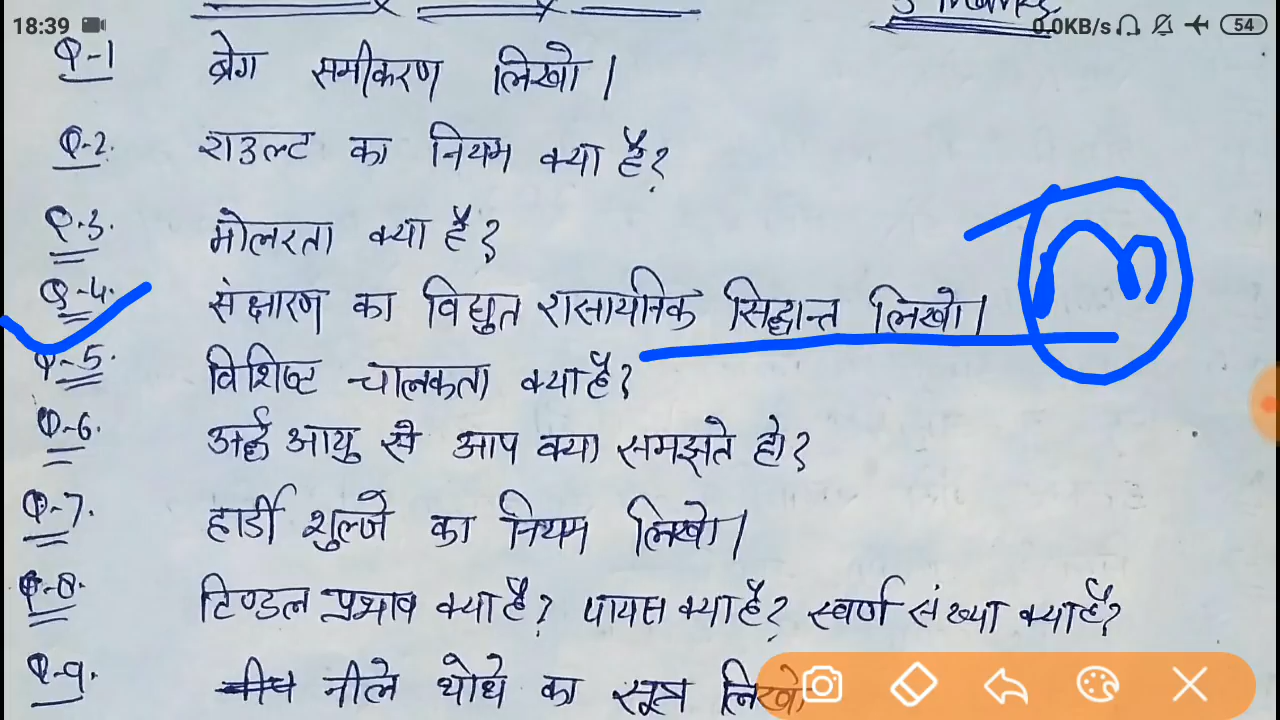 18:39 0.0KB/s 54
Q-1 ब्रेग समीकरण लिखो।
Q-2. राउल्ट का नियम क्या है?
Q-3. मोलरता क्या है?
Q-4. संक्षारण का विद्युत रासायनिक सिद्धान्त लिखो।
Q-5. विशिष्ट चालकता क्या है?
Q-6. अर्द्ध आयु से आप क्या समझते हो?
Q-7. हार्डी शुल्जे का नियम लिखो।
Q-8. टिण्डल प्रभाव क्या है? पायस क्या है? स्वर्ण संख्या क्या है?
Q-9. नीले थोथे का सूत्र लिखो